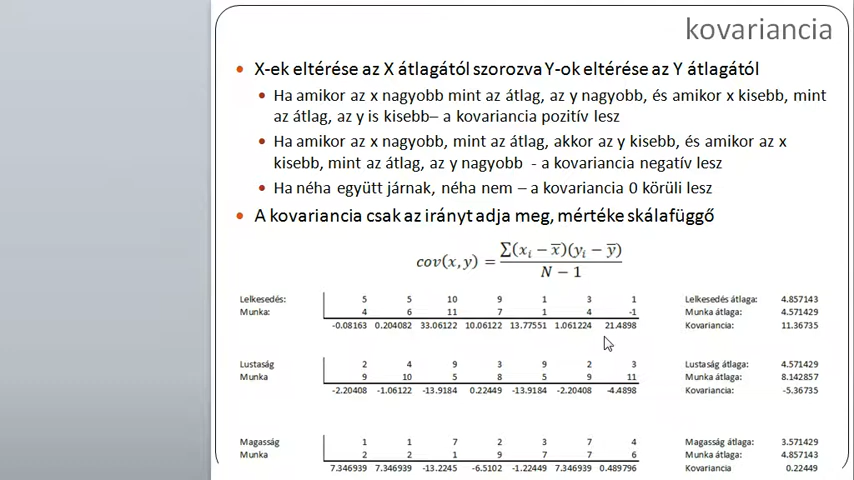 kovariancia
X-ek eltérése az X átlagától szorozva Y-ok eltérése az Y átlagától
Ha amikor az x nagyobb mint az átlag, az y nagyobb, és amikor x kisebb, mint
az átlag, az y is kisebb– a kovariancia pozitív lesz
Ha amikor az x nagyobb, mint az átlag, akkor az y kisebb, és amikor az x
kisebb, mint az átlag, az y nagyobb - a kovariancia negatív lesz
Ha néha együtt járnak, néha nem – a kovariancia 0 körüli lesz
A kovariancia csak az irányt adja meg, mértéke skálafüggő
cov(x,y) = ∑(xᵢ − x̅)(yᵢ − y̅) / N − 1
Lelkesedés: 5 5 10 9 1 3 1 Lelkesedés átlaga: 4.857143
Munka: 4 6 11 7 1 4 -1 Munka átlaga: 4.571429
-0.08163 0.204082 33.06122 10.06122 13.77551 1.061224 21.4898 Kovariancia: 11.36735
Lustaság 2 4 9 3 9 2 3 Lustaság átlaga: 4.571429
Munka 9 10 5 8 5 9 11 Munka átlaga: 8.142857
-2.20408 -1.06122 -13.9184 0.22449 -13.9184 -2.20408 -4.4898 Kovariancia: -5.36735
Magasság 1 1 7 2 3 7 4 Magasság átlaga: 3.571429
Munka 2 2 1 9 7 7 6 Munka átlaga: 4.857143
7.346939 7.346939 -13.2245 -6.5102 -1.22449 7.346939 0.489796 Kovariancia 0.22449